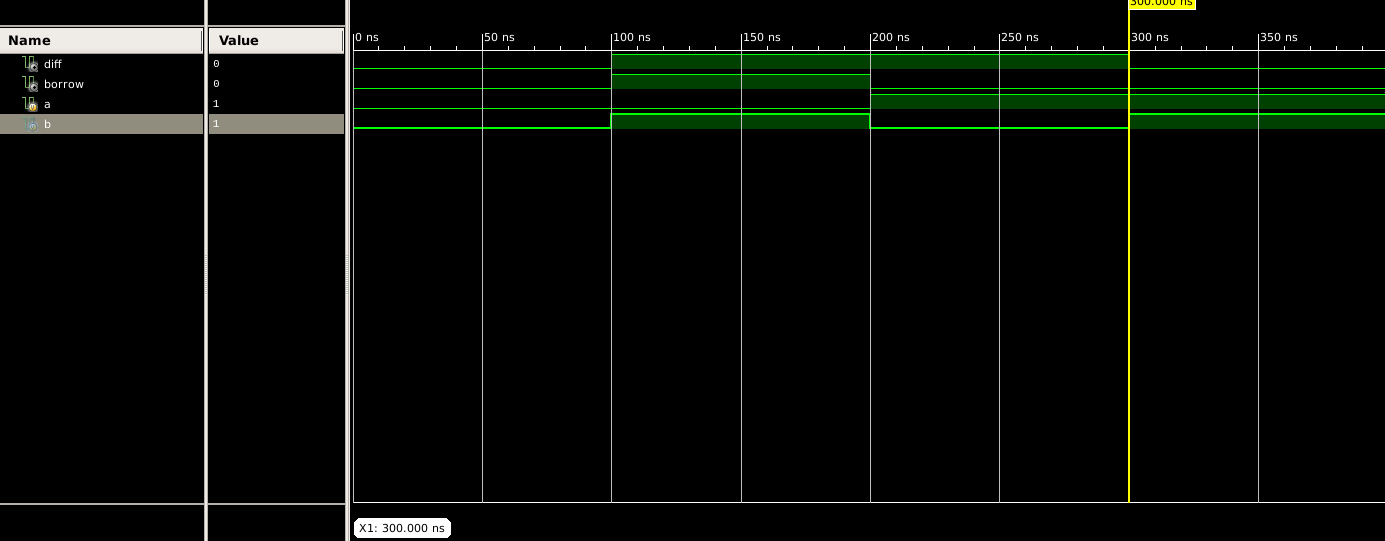 300.000 ns
Name Value
0 ns 50 ns 100 ns 150 ns 200 ns 250 ns 300 ns 350 ns
diff 0
borrow 0
a 1
b 1
X1: 300.000 ns